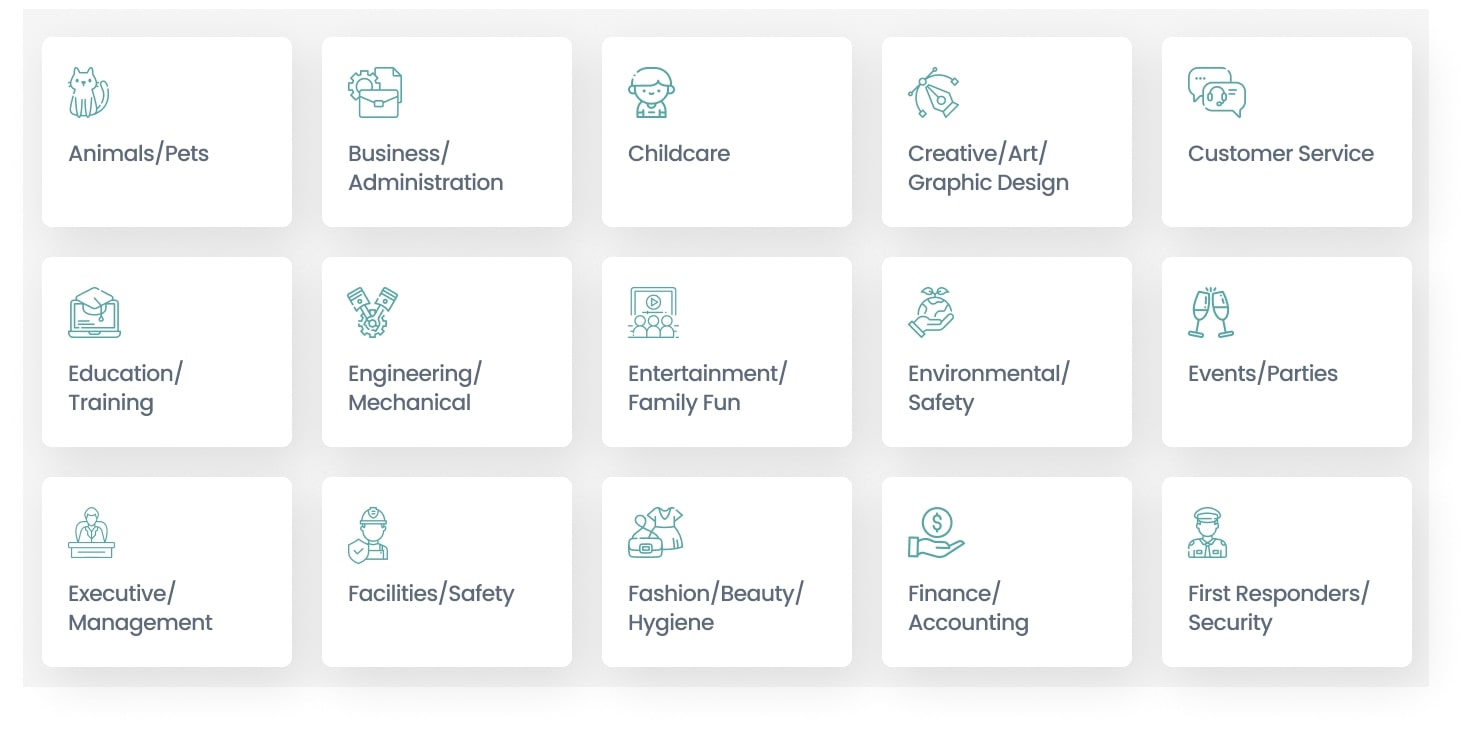 Animals/Pets
Business/
Administration
Childcare
Creative/Art/
Graphic Design
Customer Service
Education/
Training
Engineering/
Mechanical
Entertainment/
Family Fun
Environmental/
Safety
Events/Parties
Executive/
Management
Facilities/Safety
Fashion/Beauty/
Hygiene
$
Finance/
Accounting
First Responders/
Security